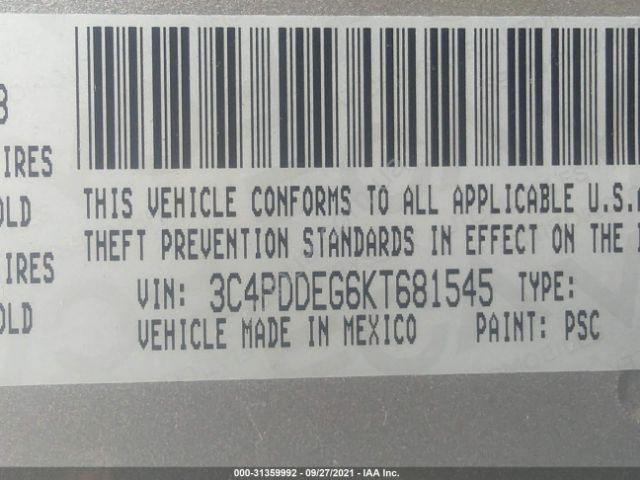 8
IRES
OLD
IRES
OLD
THIS VEHICLE CONFORMS TO ALL APPLICABLE U.S.A
THEFT PREVENTION STANDARDS IN EFFECT ON THE
VIN: 3C4PDDEG6KT681545 TYPE:
VEHICLE MADE IN MEXICO PAINT: PSC
000-31359992 - 09/27/2021 - IAA Inc.